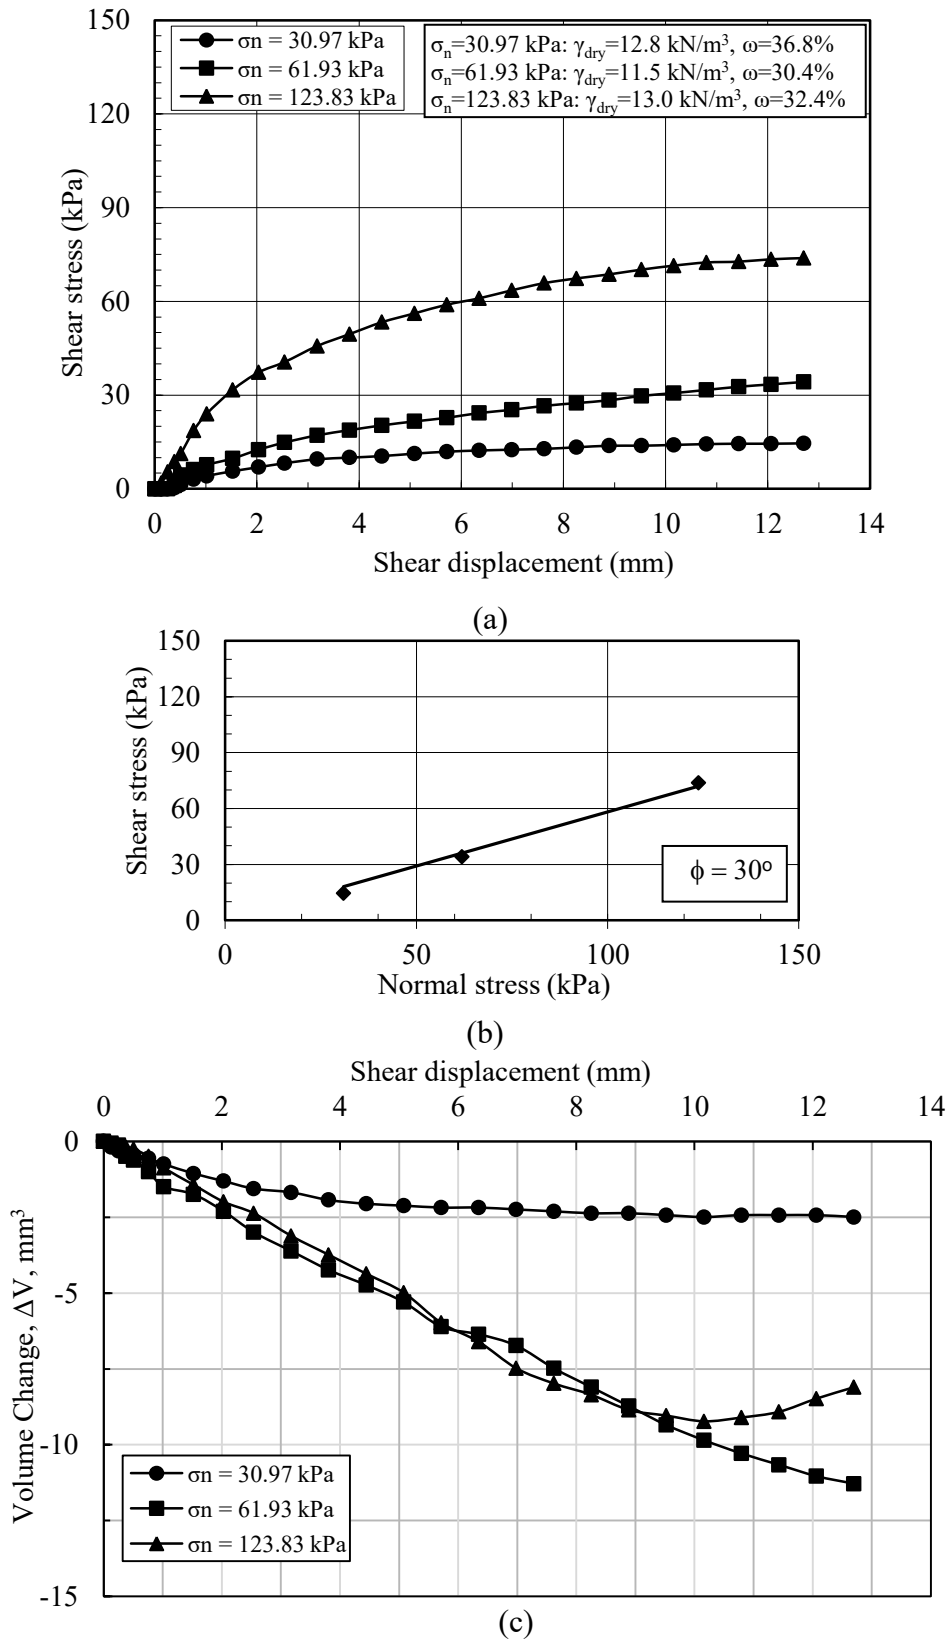 150
120
90
60
30
0
Shear stress (kPa)
σn = 30.97 kPa
σn = 61.93 kPa
σn = 123.83 kPa
σn=30.97 kPa: γdry=12.8 kN/m³, ω=36.8%
σn=61.93 kPa: γdry=11.5 kN/m³, ω=30.4%
σn=123.83 kPa: γdry=13.0 kN/m³, ω=32.4%
0 2 4 6 8 10 12 14
Shear displacement (mm)
(a)
150
120
90
60
30
0
Shear stress (kPa)
ϕ = 30º
0 50 100 150
Normal stress (kPa)
(b)
Shear displacement (mm)
0 2 4 6 8 10 12 14
0
-5
-10
-15
Volume Change, ΔV, mm³
σn = 30.97 kPa
σn = 61.93 kPa
σn = 123.83 kPa
(c)